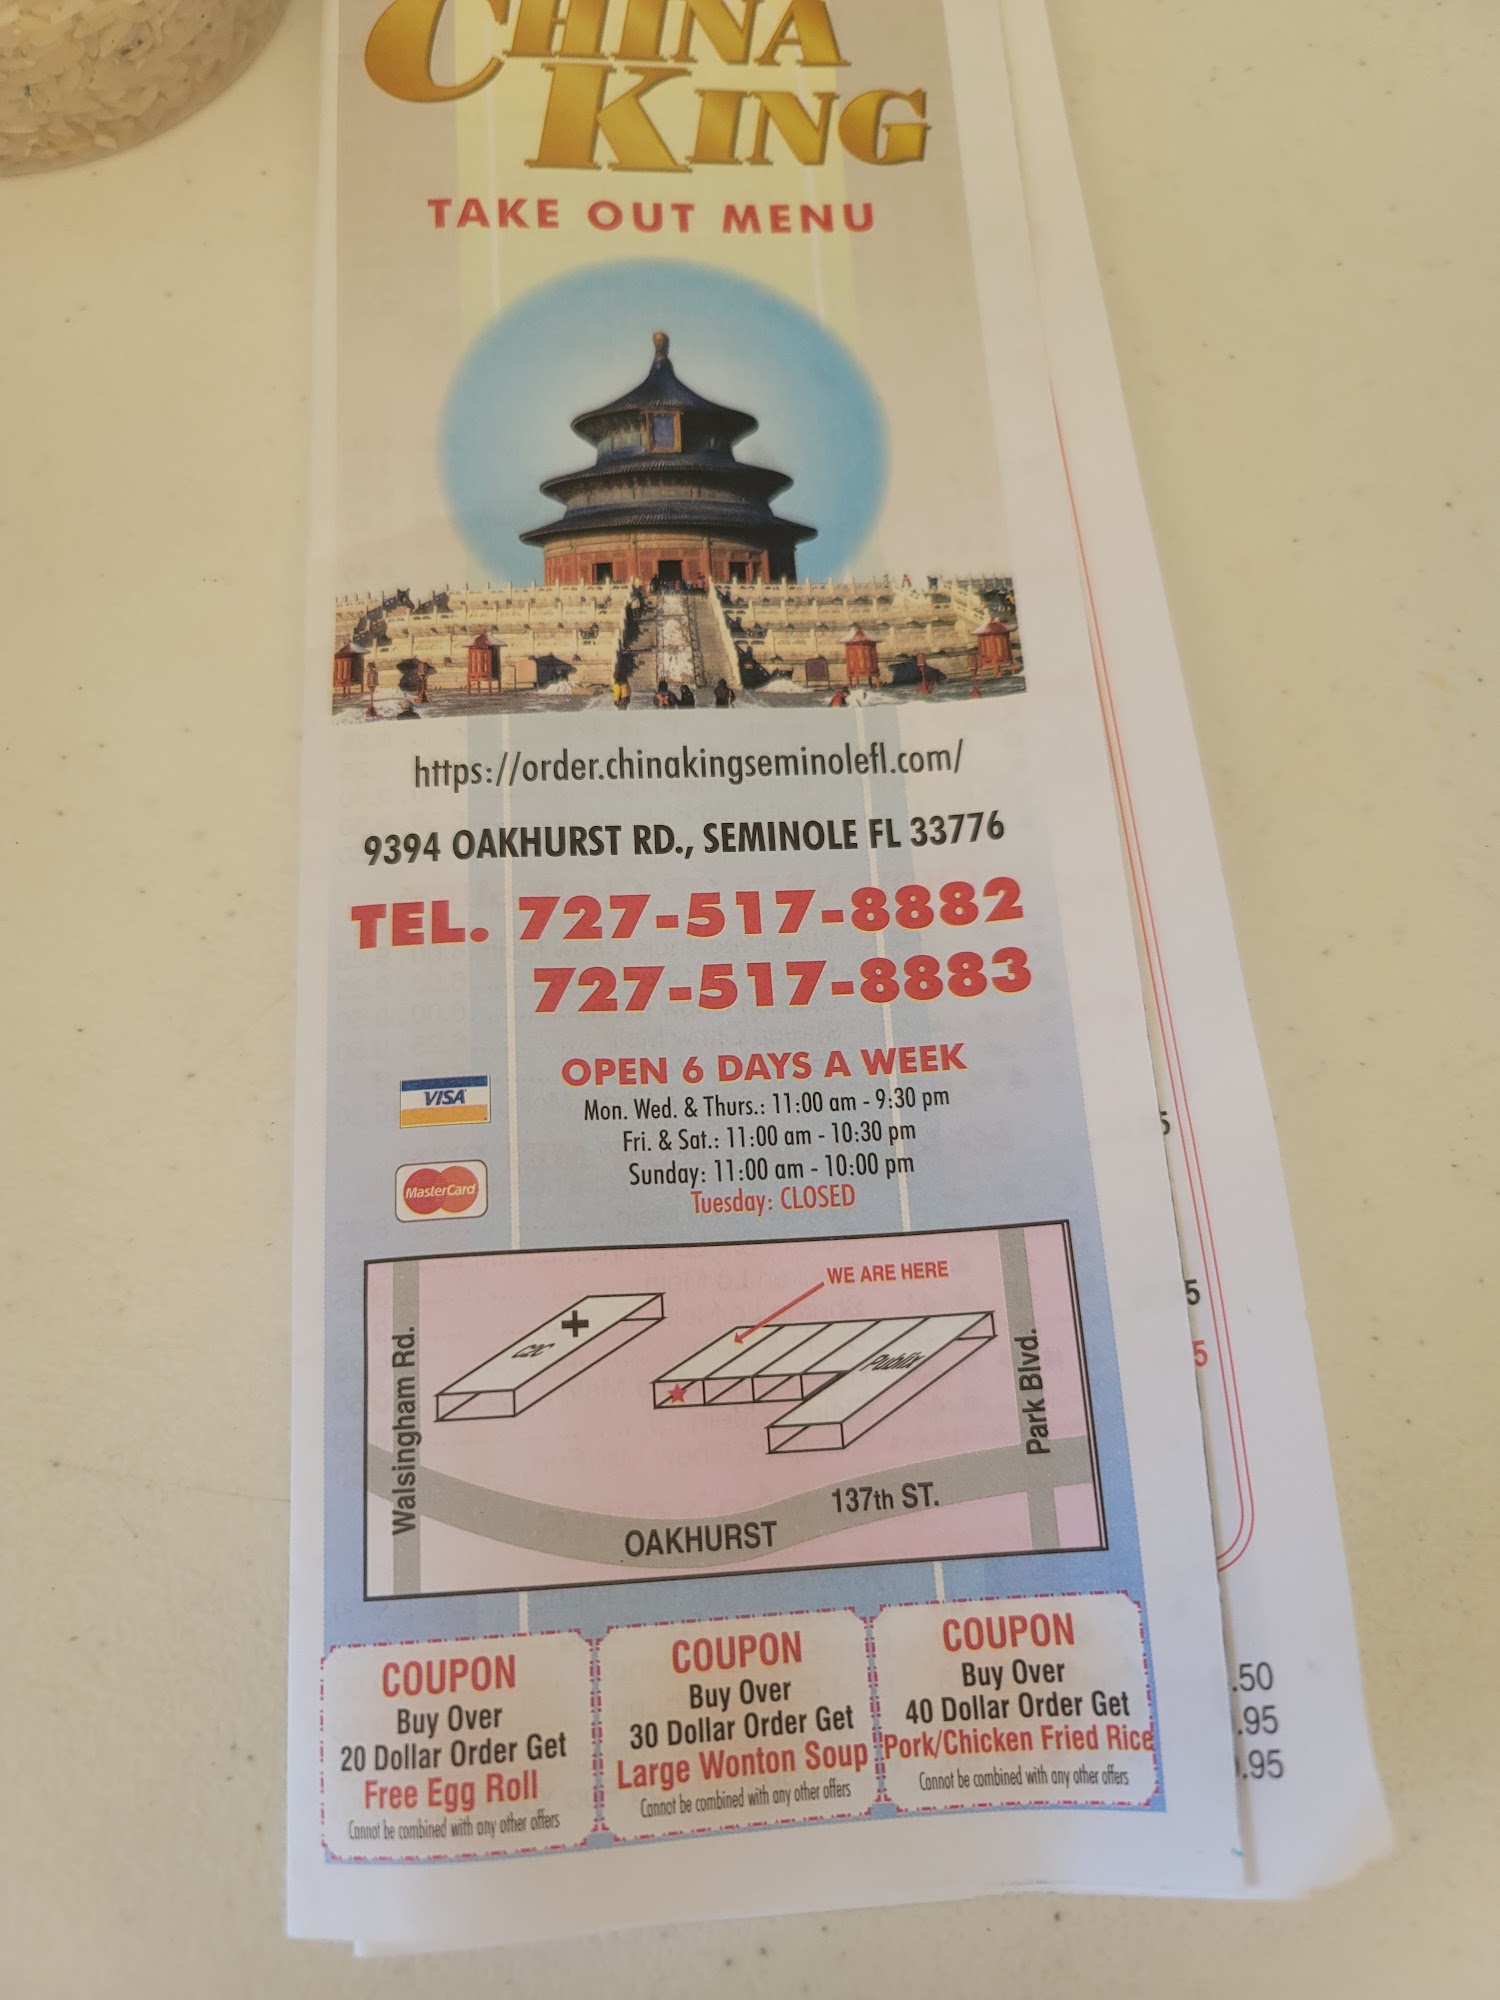 CHINA
KING
TAKE OUT MENU
https://order.chinakingseminolefl.com/
9394 OAKHURST RD., SEMINOLE FL 33776
TEL. 727-517-8882
727-517-8883
OPEN 6 DAYS A WEEK
Mon. Wed. & Thurs.: 11:00 am - 9:30 pm
Fri. & Sat.: 11:00 am - 10:30 pm
Sunday: 11:00 am - 10:00 pm
Tuesday: CLOSED
VISA
MasterCard
WE ARE HERE
C2C
Publix
Walsingham Rd.
Park Blvd.
137th ST.
OAKHURST
COUPON
Buy Over
20 Dollar Order Get
Free Egg Roll
Cannot be combined with any other offers
COUPON
Buy Over
30 Dollar Order Get
Large Wonton Soup
Cannot be combined with any other offers
COUPON
Buy Over
40 Dollar Order Get
Pork/Chicken Fried Rice
Cannot be combined with any other offers
5
5
5
.50
.95
.95